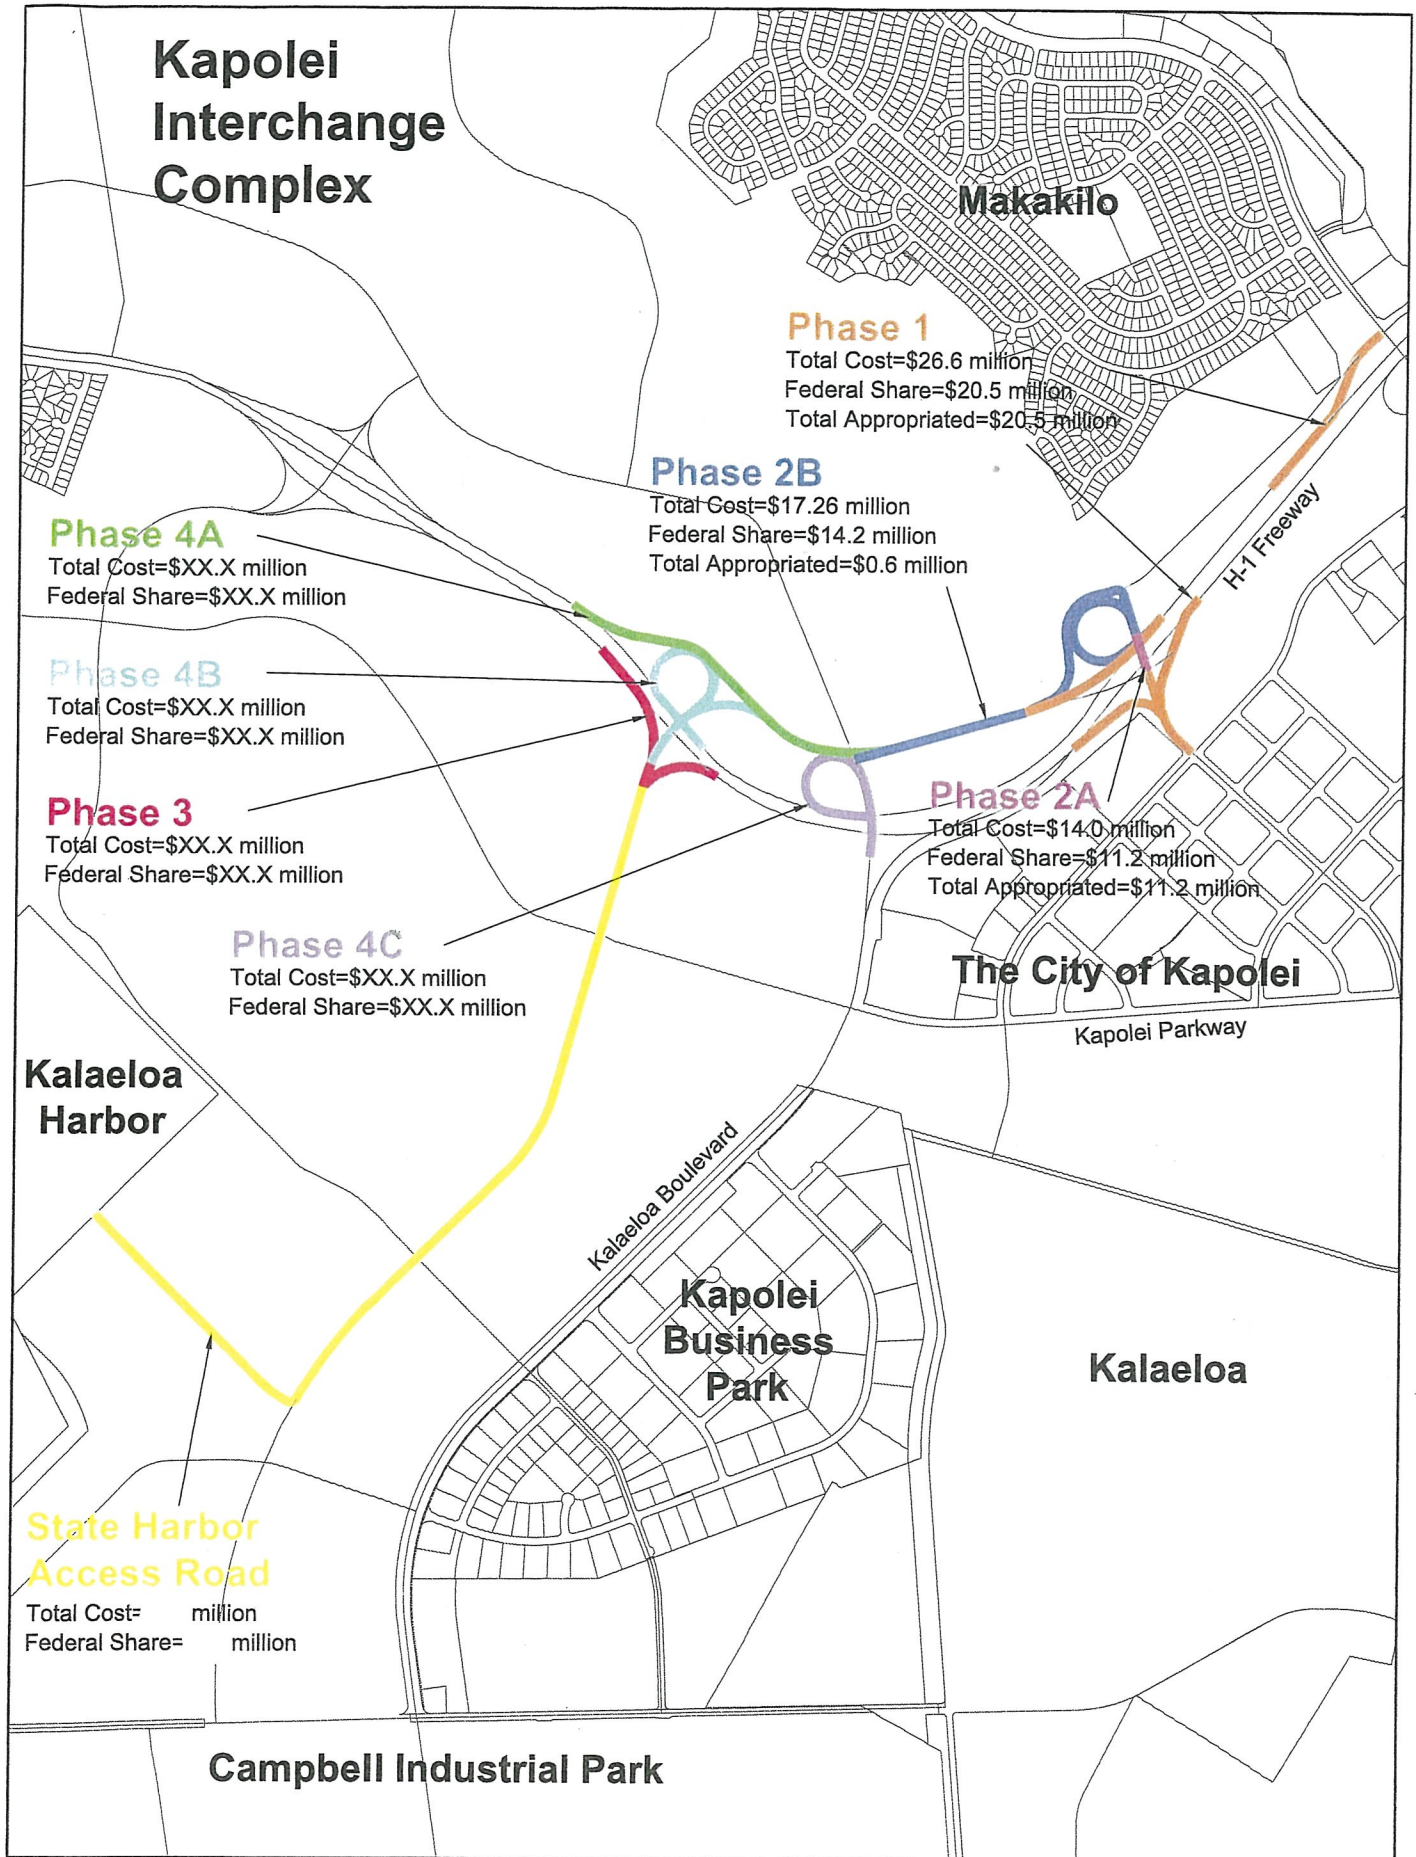 Kapolei
Interchange
Complex
Makakilo
Phase 1
Total Cost=$26.6 million
Federal Share=$20.5 million
Total Appropriated=$20.5 million
Phase 2B
Total Cost=$17.26 million
Federal Share=$14.2 million
Total Appropriated=$0.6 million
H-1 Freeway
Phase 4A
Total Cost=$XX.X million
Federal Share=$XX.X million
Phase 4B
Total Cost=$XX.X million
Federal Share=$XX.X million
Phase 3
Total Cost=$XX.X million
Federal Share=$XX.X million
Phase 2A
Total Cost=$14.0 million
Federal Share=$11.2 million
Total Appropriated=$11.2 million
Phase 4C
Total Cost=$XX.X million
Federal Share=$XX.X million
The City of Kapolei
Kapolei Parkway
Kalaeloa
Harbor
Kalaeloa Boulevard
Kapolei
Business
Park
Kalaeloa
State Harbor
Access Road
Total Cost= million
Federal Share= million
Campbell Industrial Park